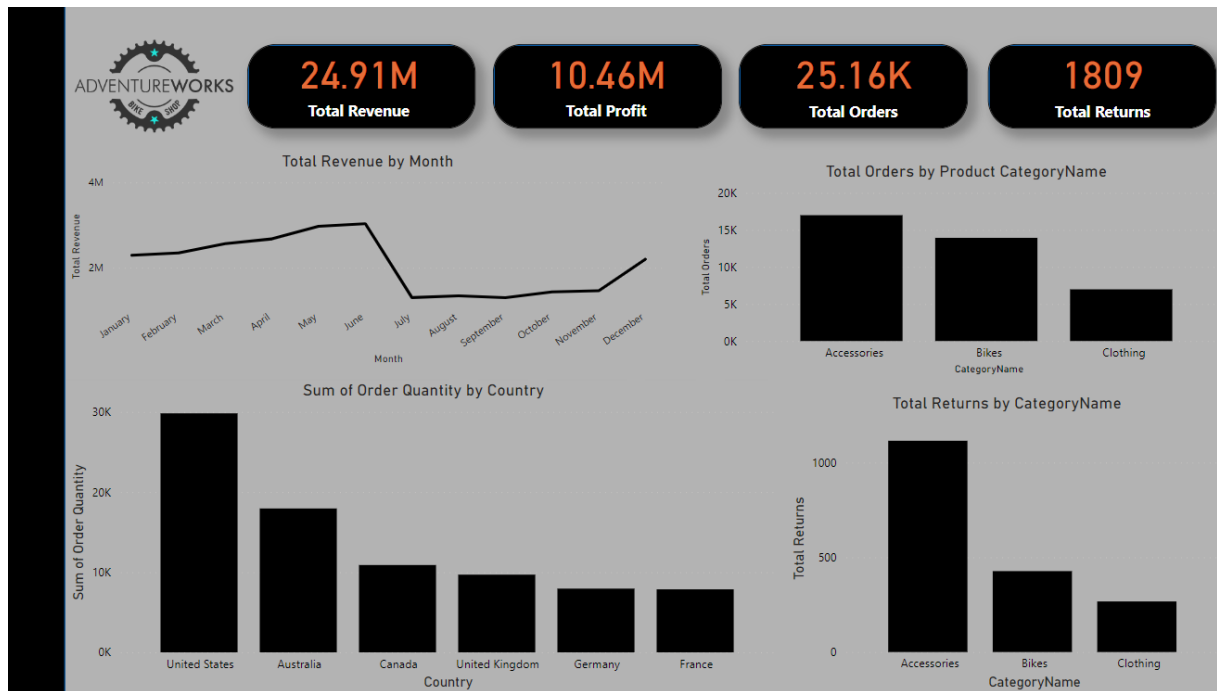 ADVENTUREWORKS
BIKE SHOP
24.91M
Total Revenue
10.46M
Total Profit
25.16K
Total Orders
1809
Total Returns
Total Revenue by Month
Total Revenue
4M
2M
January
February
March
April
May
June
July
August
September
October
November
December
Month
Total Orders by Product CategoryName
Total Orders
20K
15K
10K
5K
0K
Accessories
Bikes
Clothing
CategoryName
Sum of Order Quantity by Country
Sum of Order Quantity
30K
20K
10K
0K
United States
Australia
Canada
United Kingdom
Germany
France
Country
Total Returns by CategoryName
Total Returns
1000
500
0
Accessories
Bikes
Clothing
CategoryName